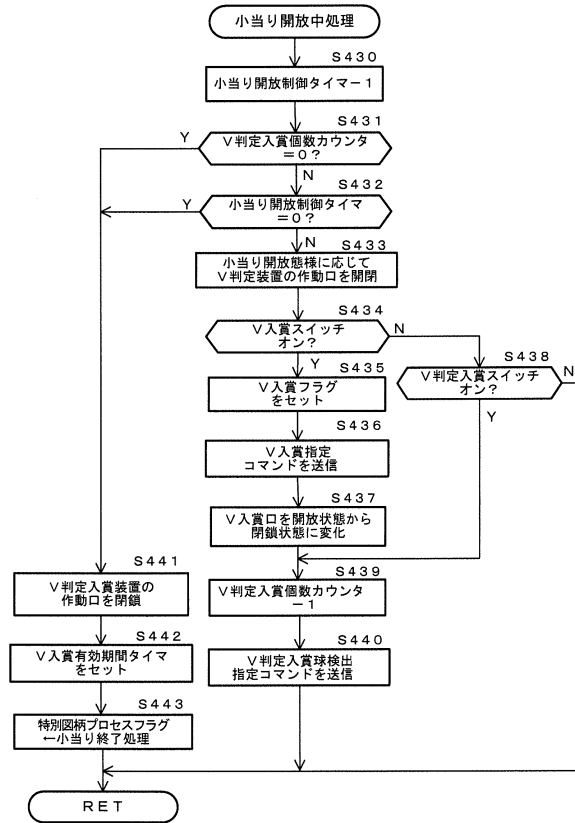 小当り開放中処理
S430
小当り開放制御タイマー1
S431
V判定入賞個数カウンタ
=0?
Y
N
S432
小当り開放制御タイマ
=0?
Y
N
S433
小当り開放態様に応じて
V判定装置の作動口を開閉
S434
V入賞スイッチ
オン?
N
Y
S438
V判定入賞スイッチ
オン?
N
Y
S435
V入賞フラグ
をセット
S436
V入賞指定
コマンドを送信
S437
V入賞口を開放状態から
閉鎖状態に変化
S439
V判定入賞個数カウンタ
-1
S440
V判定入賞球検出
指定コマンドを送信
S441
V判定入賞装置の
作動口を閉鎖
S442
V入賞有効期間タイマ
をセット
S443
特別図柄プロセスフラグ
←小当り終了処理
RET